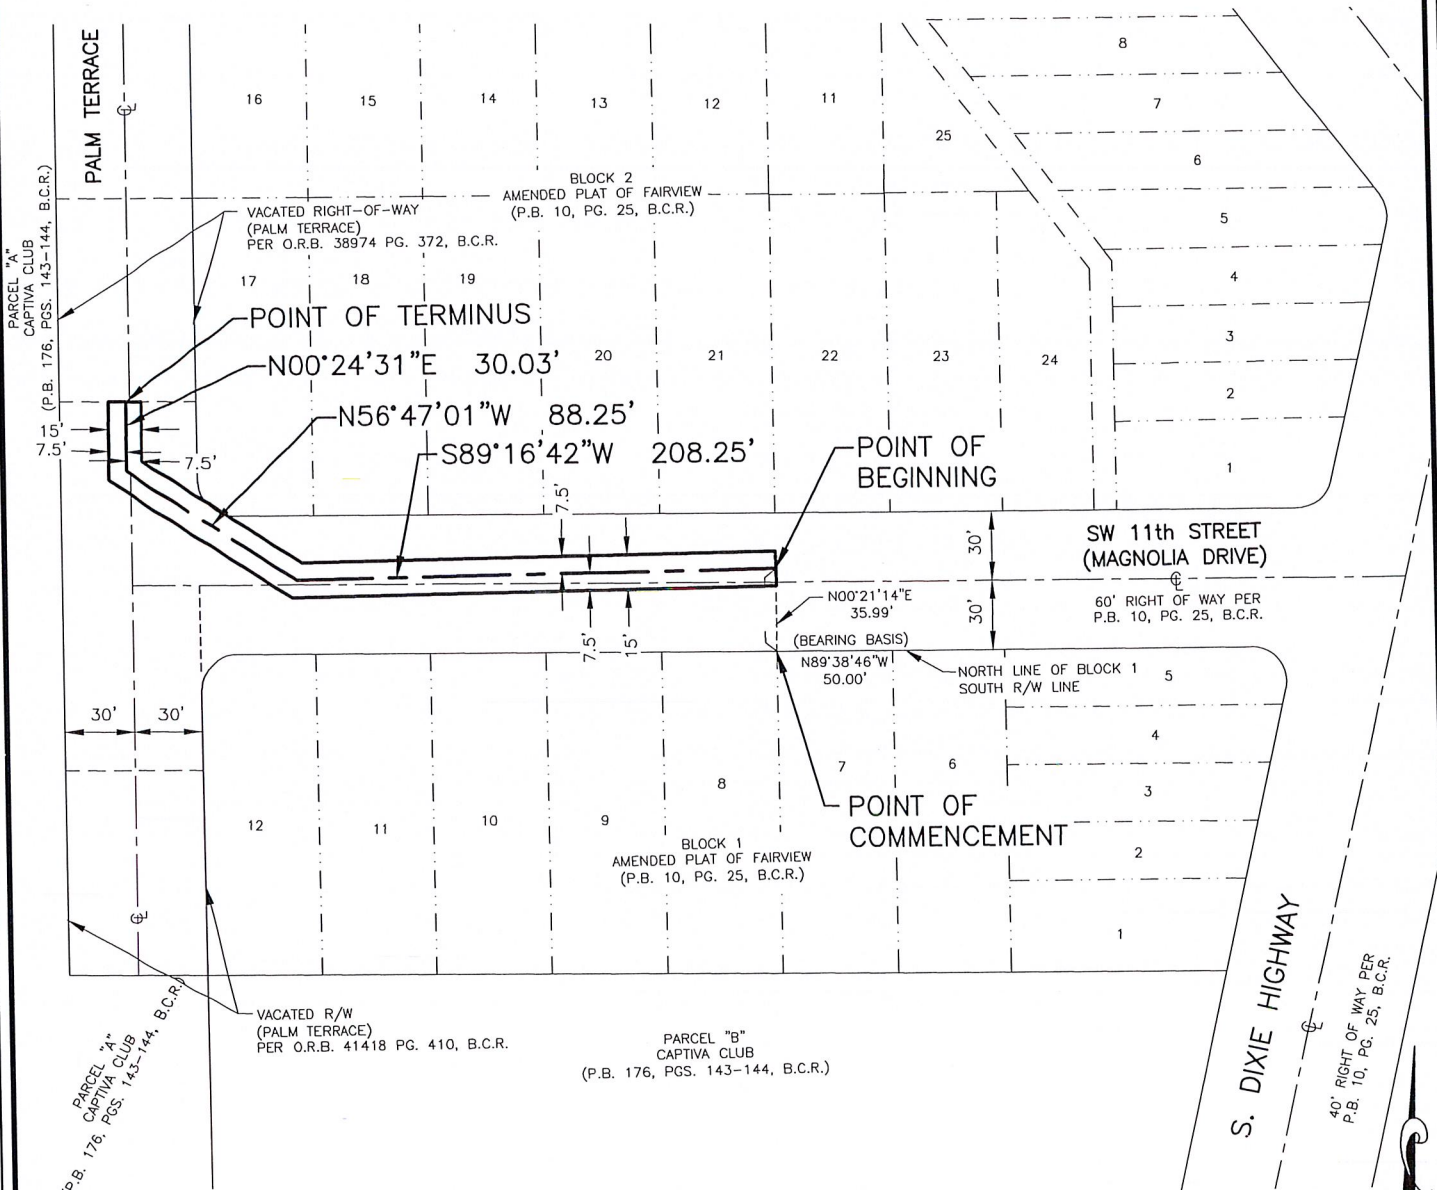 PALM TERRACE
℄
16
15
14
13
12
11
25
8
7
6
5
4
3
2
1
BLOCK 2
AMENDED PLAT OF FAIRVIEW
(P.B. 10, PG. 25, B.C.R.)
PARCEL "A"
CAPTIVA CLUB
(P.B. 176, PGS. 143-144, B.C.R.)
VACATED RIGHT-OF-WAY
(PALM TERRACE)
PER O.R.B. 38974 PG. 372, B.C.R.
17
18
19
20
21
22
23
24
POINT OF TERMINUS
N00°24'31"E 30.03'
N56°47'01"W 88.25'
S89°16'42"W 208.25'
15'
7.5'
7.5'
7.5'
POINT OF
BEGINNING
30'
SW 11th STREET
(MAGNOLIA DRIVE)
℄
60' RIGHT OF WAY PER
P.B. 10, PG. 25, B.C.R.
N00°21'14"E
35.99'
30'
7.5'
15'
(BEARING BASIS)
N89°38'46"W
50.00'
NORTH LINE OF BLOCK 1
SOUTH R/W LINE
30'
30'
5
4
3
2
1
12
11
10
9
8
7
6
POINT OF
COMMENCEMENT
BLOCK 1
AMENDED PLAT OF FAIRVIEW
(P.B. 10, PG. 25, B.C.R.)
℄
VACATED R/W
(PALM TERRACE)
PER O.R.B. 41418 PG. 410, B.C.R.
PARCEL "A"
CAPTIVA CLUB
P.B. 176, PGS. 143-144, B.C.R.)
PARCEL "B"
CAPTIVA CLUB
(P.B. 176, PGS. 143-144, B.C.R.)
S. DIXIE HIGHWAY
℄
40' RIGHT OF WAY PER
P.B. 10, PG. 25, B.C.R.